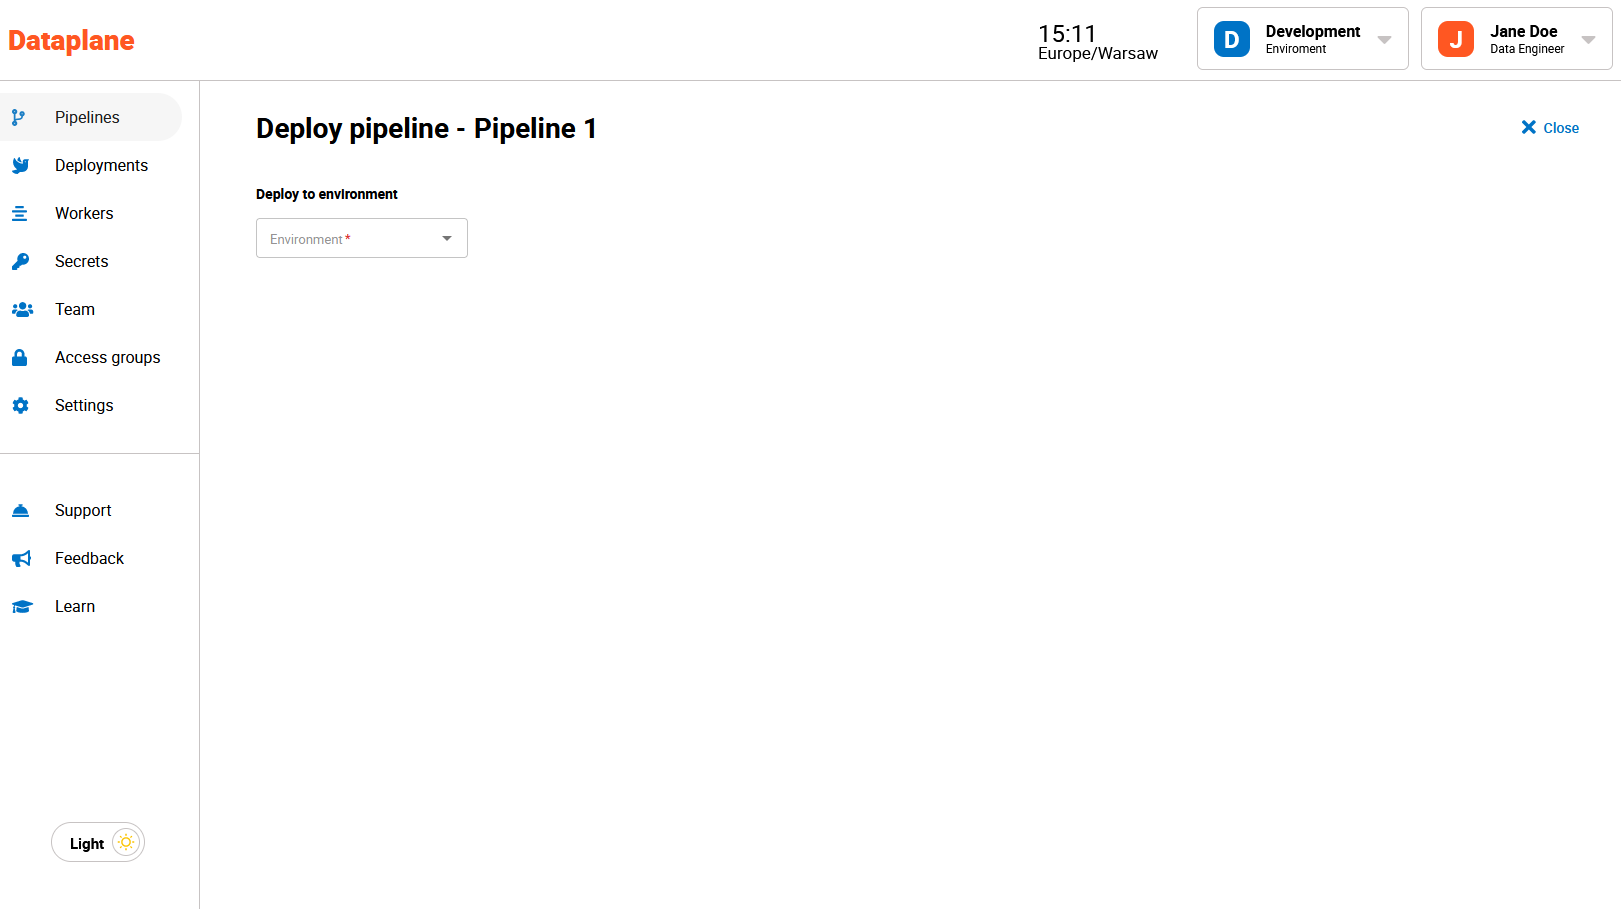 Dataplane
15:11
Europe/Warsaw
D
Development
Enviroment
J
Jane Doe
Data Engineer
Pipelines
Deployments
Workers
Secrets
Team
Access groups
Settings
Support
Feedback
Learn
Light
Deploy pipeline - Pipeline 1
Close
Deploy to environment
Environment *